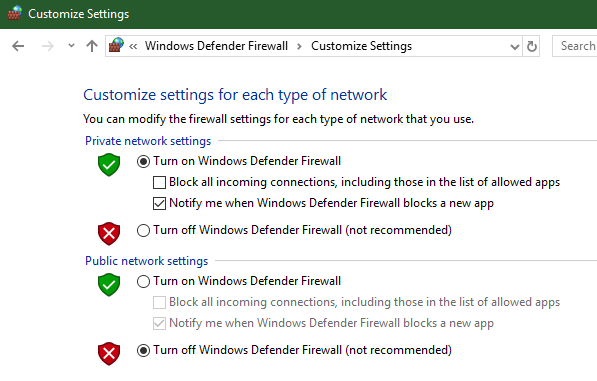 Customize Settings
« Windows Defender Firewall > Customize Settings
Search
Customize settings for each type of network
You can modify the firewall settings for each type of network that you use.
Private network settings
Turn on Windows Defender Firewall
Block all incoming connections, including those in the list of allowed apps
Notify me when Windows Defender Firewall blocks a new app
Turn off Windows Defender Firewall (not recommended)
Public network settings
Turn on Windows Defender Firewall
Block all incoming connections, including those in the list of allowed apps
Notify me when Windows Defender Firewall blocks a new app
Turn off Windows Defender Firewall (not recommended)